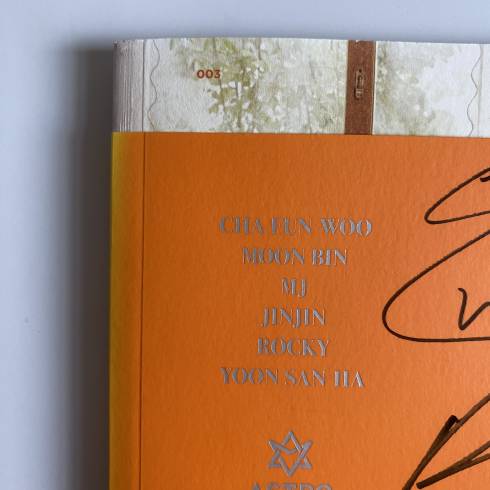 003
CHA EUN-WOO
MOON BIN
MJ
JINJIN
ROCKY
YOON SAN-HA
ASTRO